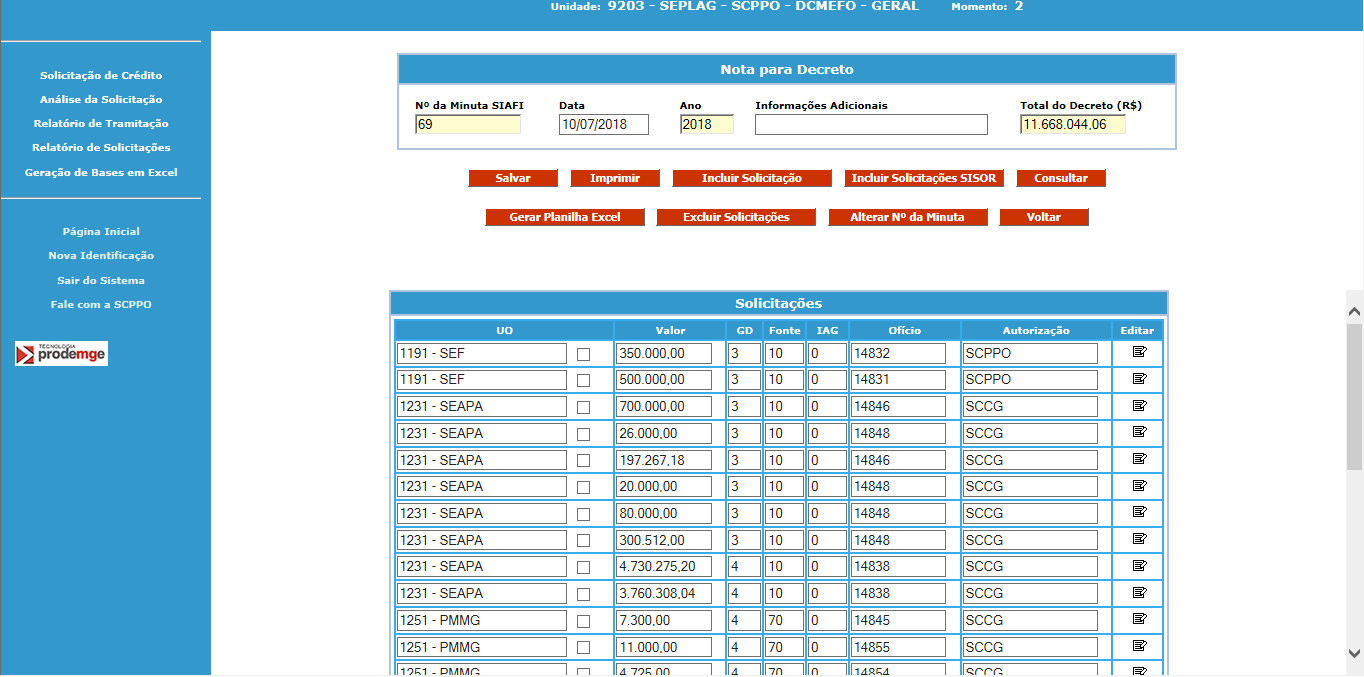 Unidade: 9203 - SEPLAG - SCPPO - DCMEFO - GERAL Momento: 2
Solicitação de Crédito
Análise da Solicitação
Relatório de Tramitação
Relatório de Solicitações
Geração de Bases em Excel
Página Inicial
Nova Identificação
Sair do Sistema
Fale com a SCPPO
TECNOLOGIA
prodemge
Nota para Decreto
Nº da Minuta SIAFI Data Ano Informações Adicionais Total do Decreto (R$)
69 10/07/2018 2018 11.668.044,06
Salvar Imprimir Incluir Solicitação Incluir Solicitações SISOR Consultar
Gerar Planilha Excel Excluir Solicitações Alterar Nº da Minuta Voltar
Solicitações
UO Valor GD Fonte IAG Ofício Autorização Editar
1191 - SEF 350.000,00 3 10 0 14832 SCPPO
1191 - SEF 500.000,00 3 10 0 14831 SCPPO
1231 - SEAPA 700.000,00 3 10 0 14846 SCCG
1231 - SEAPA 26.000,00 3 10 0 14848 SCCG
1231 - SEAPA 197.267,18 3 10 0 14846 SCCG
1231 - SEAPA 20.000,00 3 10 0 14848 SCCG
1231 - SEAPA 80.000,00 3 10 0 14848 SCCG
1231 - SEAPA 300.512,00 3 10 0 14848 SCCG
1231 - SEAPA 4.730.275,20 4 10 0 14838 SCCG
1231 - SEAPA 3.760.308,04 4 10 0 14838 SCCG
1251 - PMMG 7.300,00 4 70 0 14845 SCCG
1251 - PMMG 11.000,00 4 70 0 14855 SCCG
1251 - PMMG 4.725,00 4 70 0 14854 SCCG